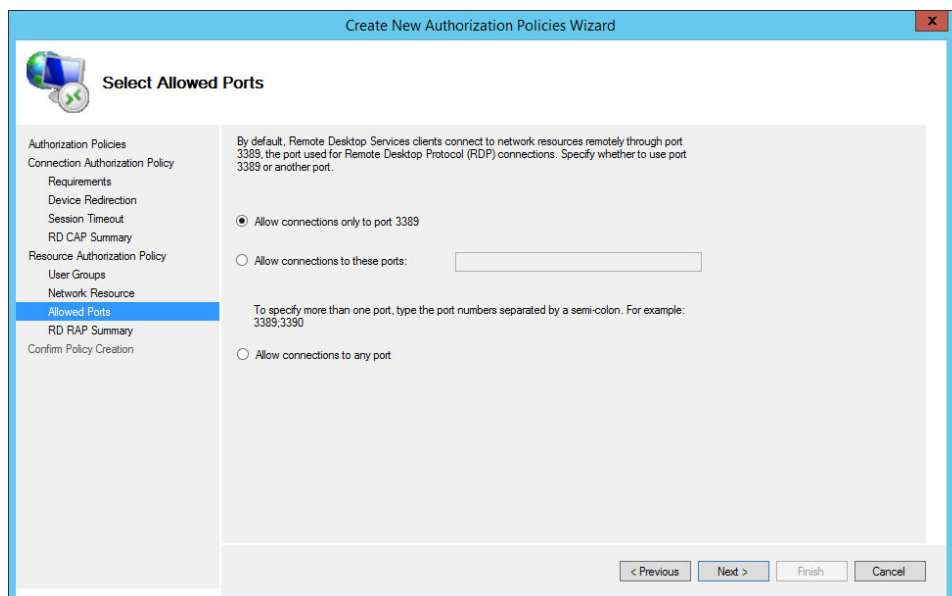 Create New Authorization Policies Wizard
x
Select Allowed Ports
Authorization Policies
Connection Authorization Policy
Requirements
Device Redirection
Session Timeout
RD CAP Summary
Resource Authorization Policy
User Groups
Network Resource
Allowed Ports
RD RAP Summary
Confirm Policy Creation
By default, Remote Desktop Services clients connect to network resources remotely through port
3389, the port used for Remote Desktop Protocol (RDP) connections. Specify whether to use port
3389 or another port.
Allow connections only to port 3389
Allow connections to these ports:
To specify more than one port, type the port numbers separated by a semi-colon. For example:
3389;3390
Allow connections to any port
< Previous
Next >
Finish
Cancel